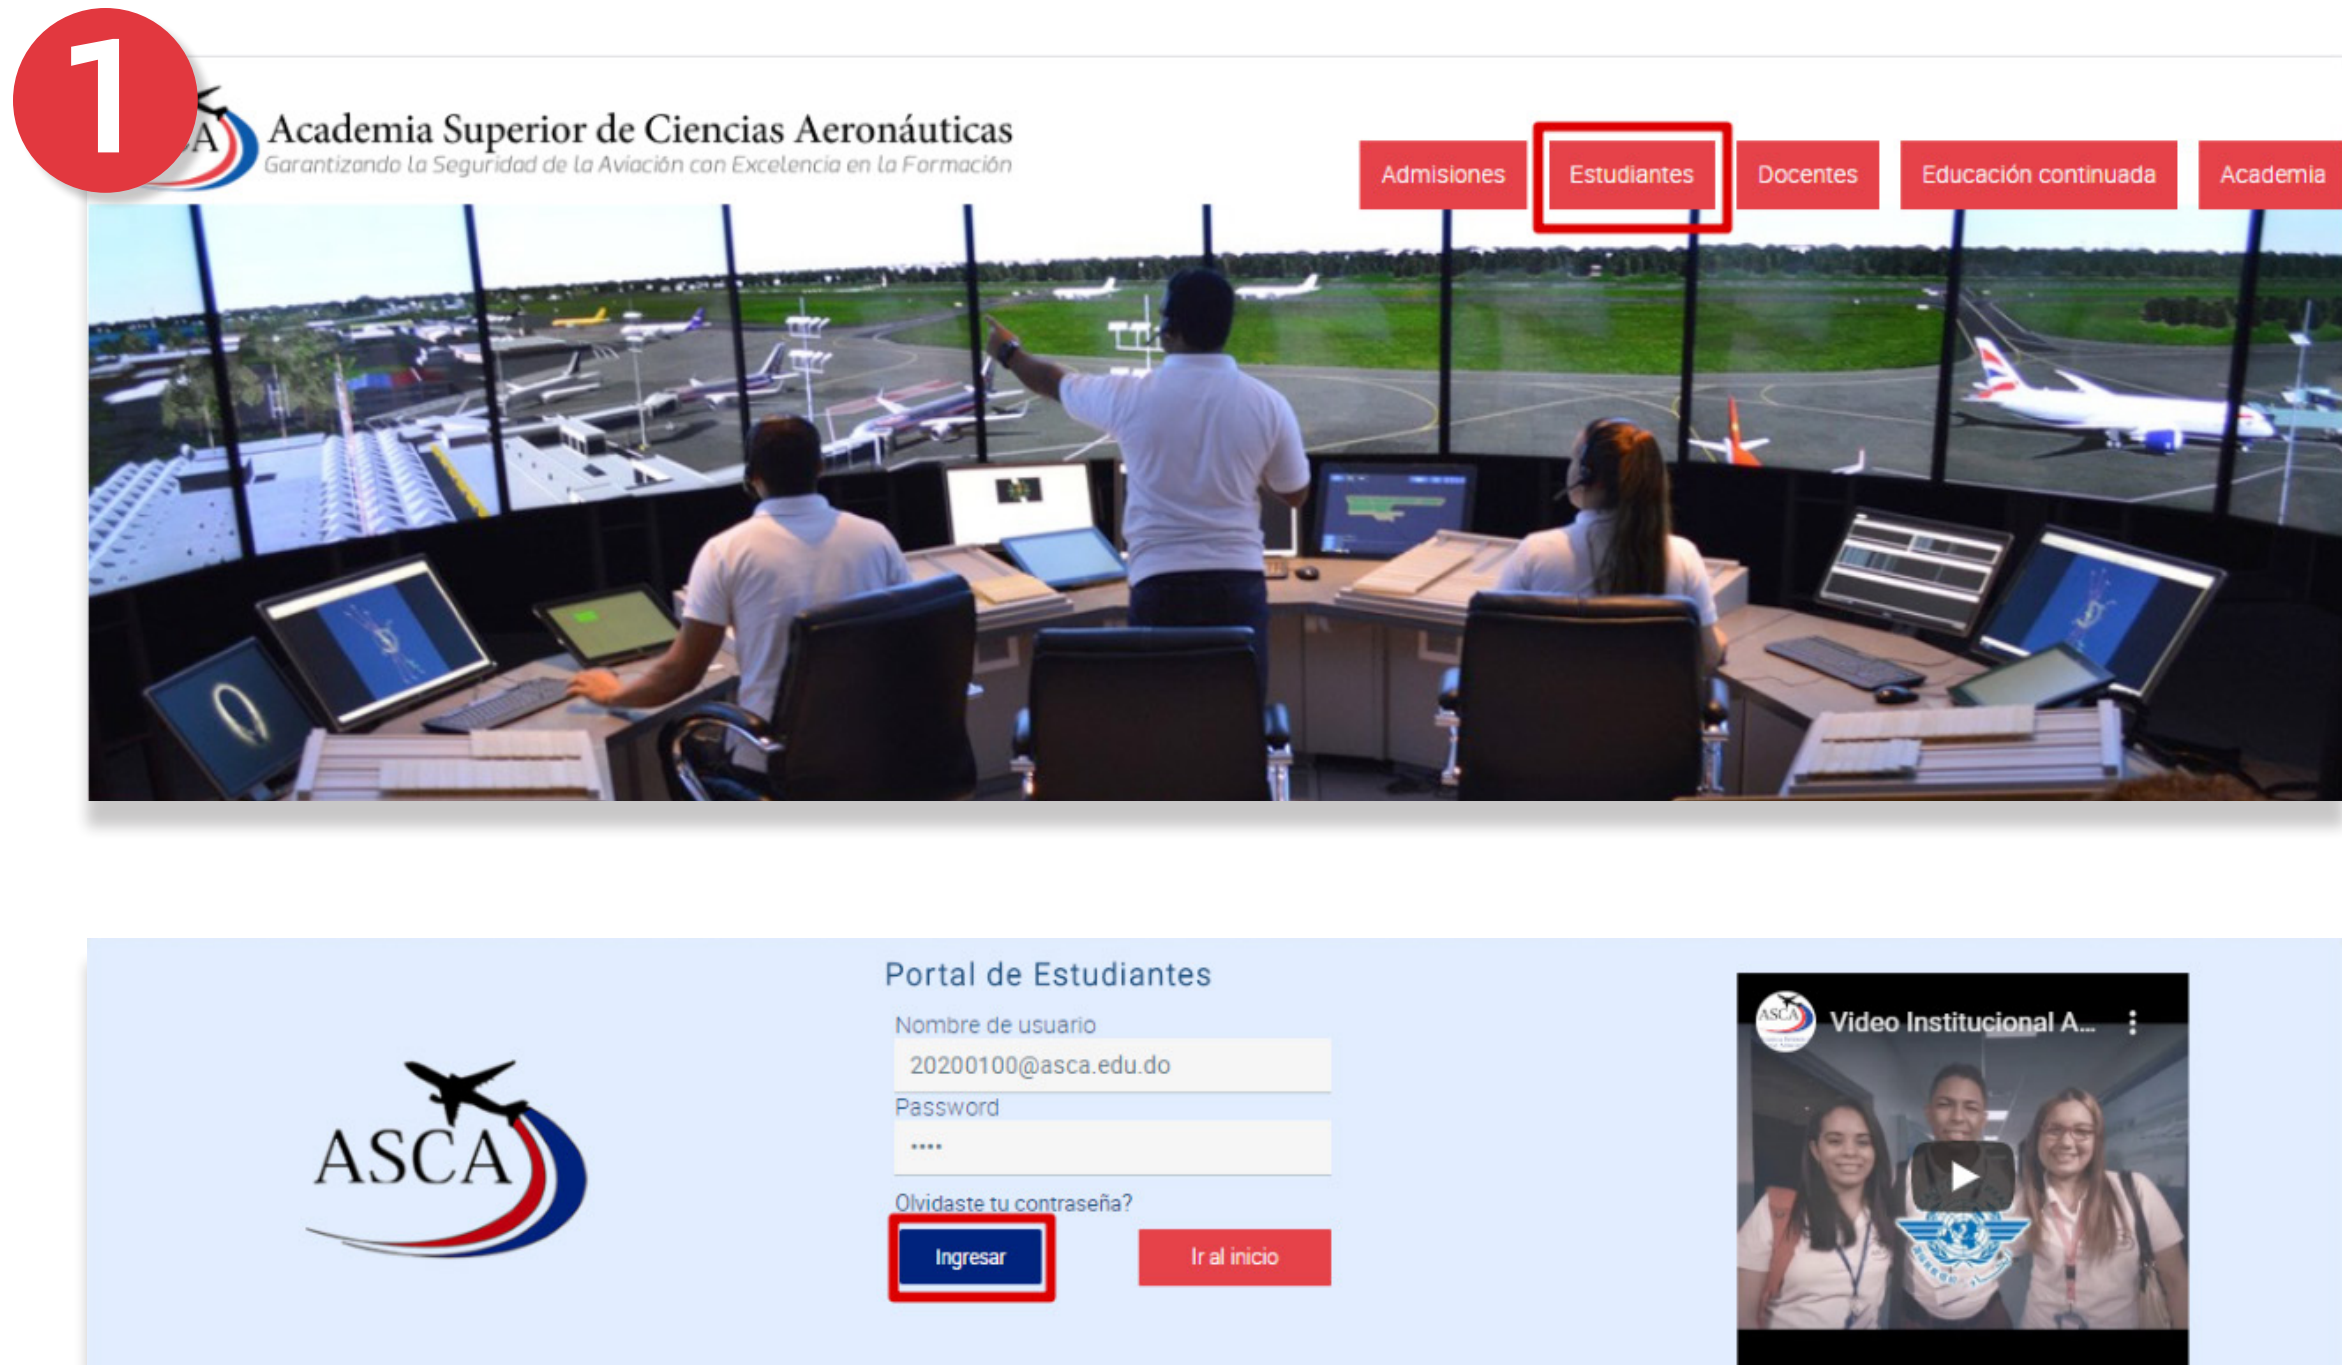 1
A
Academia Superior de Ciencias Aeronáuticas
Garantizando la Seguridad de la Aviación con Excelencia en la Formación
Admisiones Estudiantes Docentes Educación continuada Academia
Portal de Estudiantes
Nombre de usuario
20200100@asca.edu.do
Password
••••
Olvidaste tu contraseña?
Ingresar Ir al inicio
ASCA
ASCA Video Institucional A...